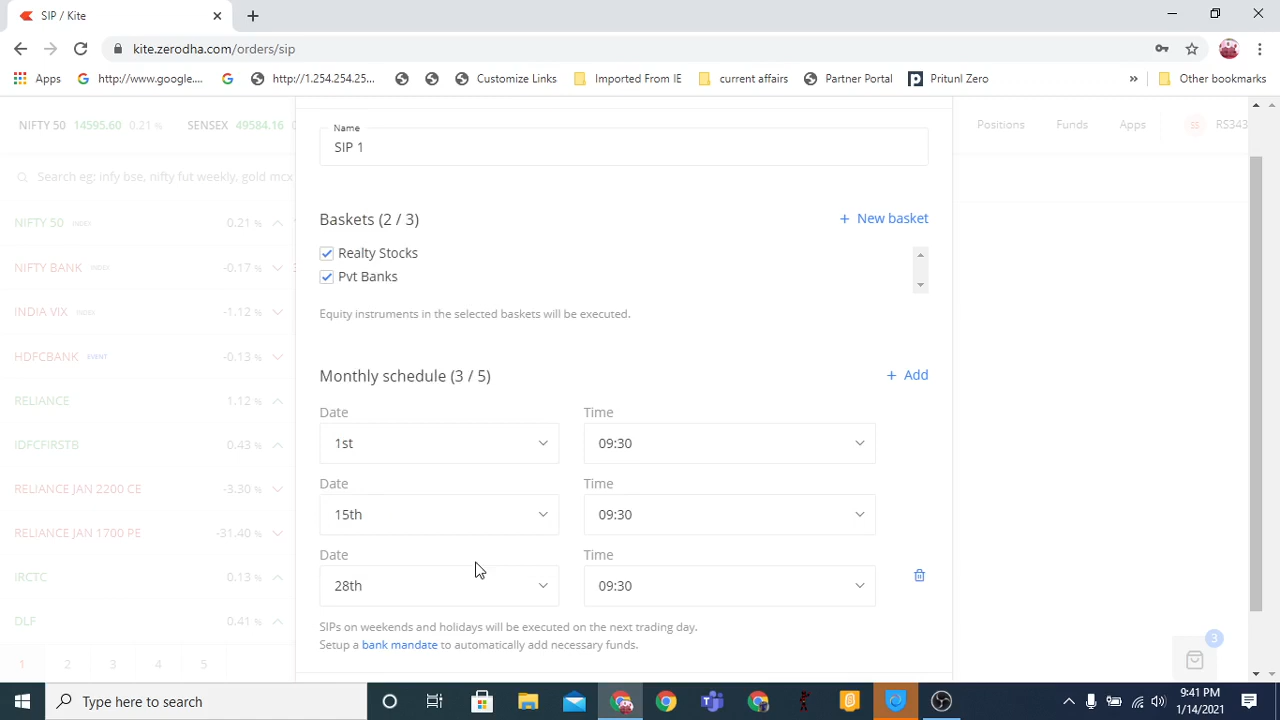 SIP / Kite
kite.zerodha.com/orders/sip
Apps http://www.google.... http://1.254.254.25... Customize Links Imported From IE current affairs Partner Portal Pritunl Zero » Other bookmarks
NIFTY 50 14595.60 0.21 % SENSEX 49584.16 Positions Funds Apps SS RS343
Name
SIP 1
Search eg: infy bse, nifty fut weekly, gold mcx
Baskets (2 / 3) + New basket
NIFTY 50 INDEX 0.21 %
Realty Stocks
NIFTY BANK INDEX -0.17 %
Pvt Banks
INDIA VIX INDEX -1.12 %
Equity instruments in the selected baskets will be executed.
HDFCBANK EVENT -0.13 %
Monthly schedule (3 / 5) + Add
RELIANCE 1.12 %
Date Time
1st 09:30
IDFCFIRSTB 0.43 %
Date Time
RELIANCE JAN 2200 CE -3.30 %
15th 09:30
RELIANCE JAN 1700 PE -31.40 %
Date Time
IRCTC 0.13 %
28th 09:30
DLF 0.41 %
SIPs on weekends and holidays will be executed on the next trading day.
Setup a bank mandate to automatically add necessary funds.
3
1 2 3 4 5
Type here to search
9:41 PM
1/14/2021